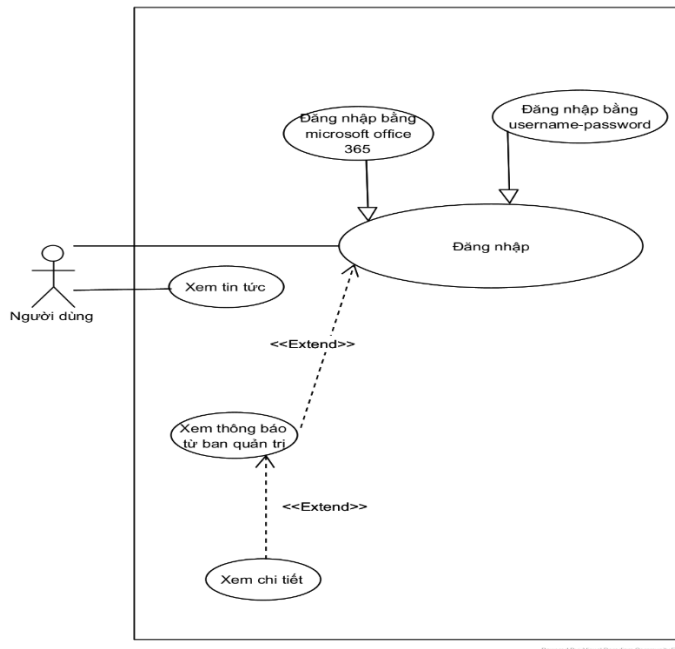 Đăng nhập bằng
microsoft office
365
Đăng nhập bằng
username-password
Đăng nhập
Xem tin tức
Người dùng
<<Extend>>
Xem thông báo
từ ban quản trị
<<Extend>>
Xem chi tiết